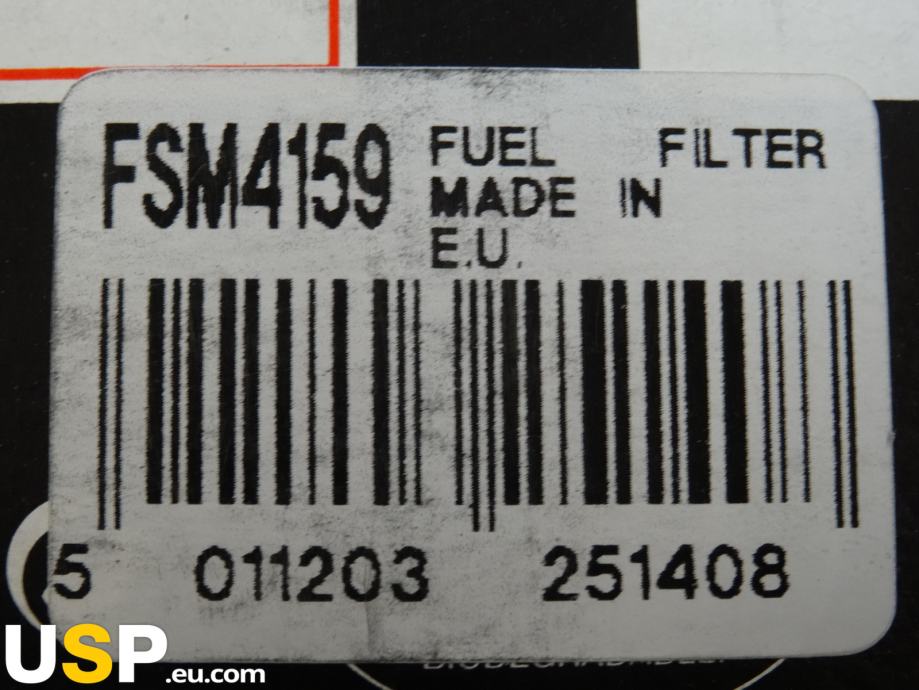 FSM4159 FUEL FILTER
MADE IN
E.U.
5 011203 251408
USP.eu.com